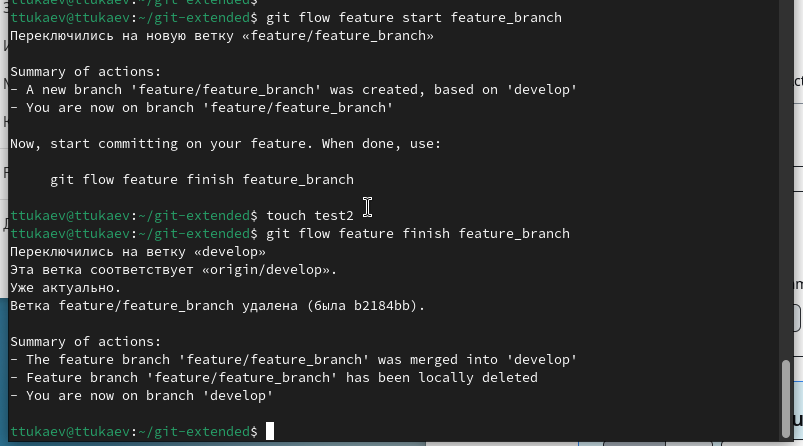 ttukaev@ttukaev:~/git-extended$ git flow feature start feature_branch
Переключились на новую ветку «feature/feature_branch»
Summary of actions:
- A new branch 'feature/feature_branch' was created, based on 'develop'
- You are now on branch 'feature/feature_branch'
Now, start committing on your feature. When done, use:
git flow feature finish feature_branch
ttukaev@ttukaev:~/git-extended$ touch test2
ttukaev@ttukaev:~/git-extended$ git flow feature finish feature_branch
Переключились на ветку «develop»
Эта ветка соответствует «origin/develop».
Уже актуально.
Ветка feature/feature_branch удалена (была b2184bb).
Summary of actions:
- The feature branch 'feature/feature_branch' was merged into 'develop'
- Feature branch 'feature/feature_branch' has been locally deleted
- You are now on branch 'develop'
ttukaev@ttukaev:~/git-extended$